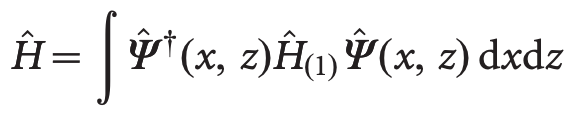 Ĥ = ∫ Ψ̂†(x, z)Ĥ₍₁₎Ψ̂(x, z) dxdz